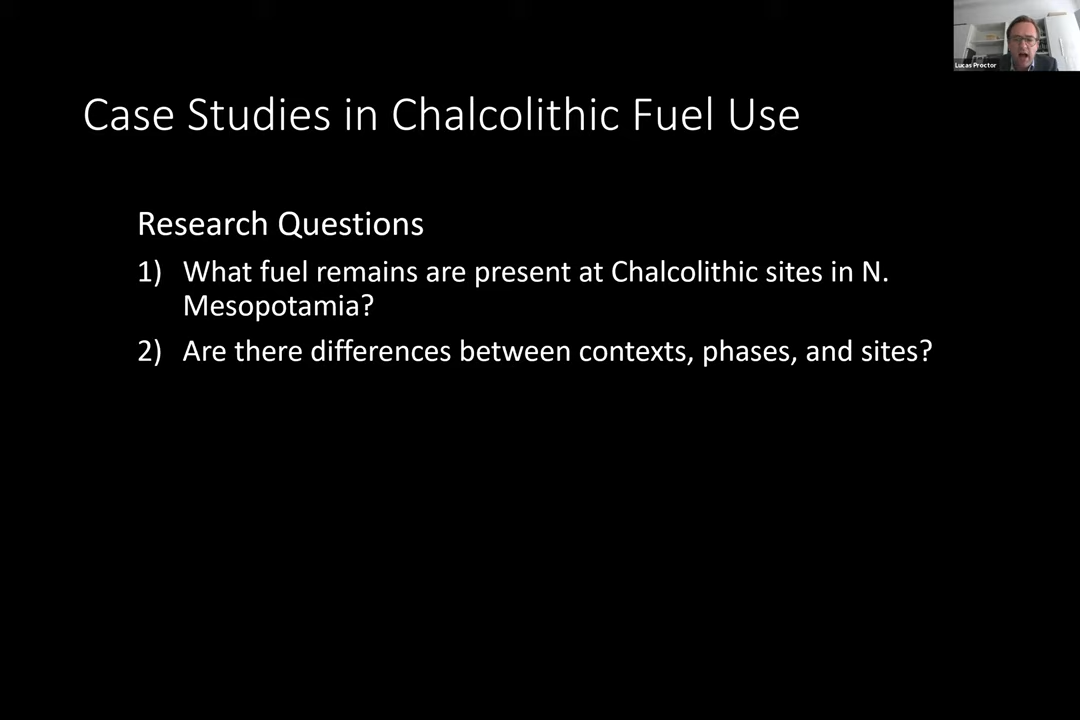 Lucas Proctor
Case Studies in Chalcolithic Fuel Use
Research Questions
1) What fuel remains are present at Chalcolithic sites in N.
Mesopotamia?
2) Are there differences between contexts, phases, and sites?